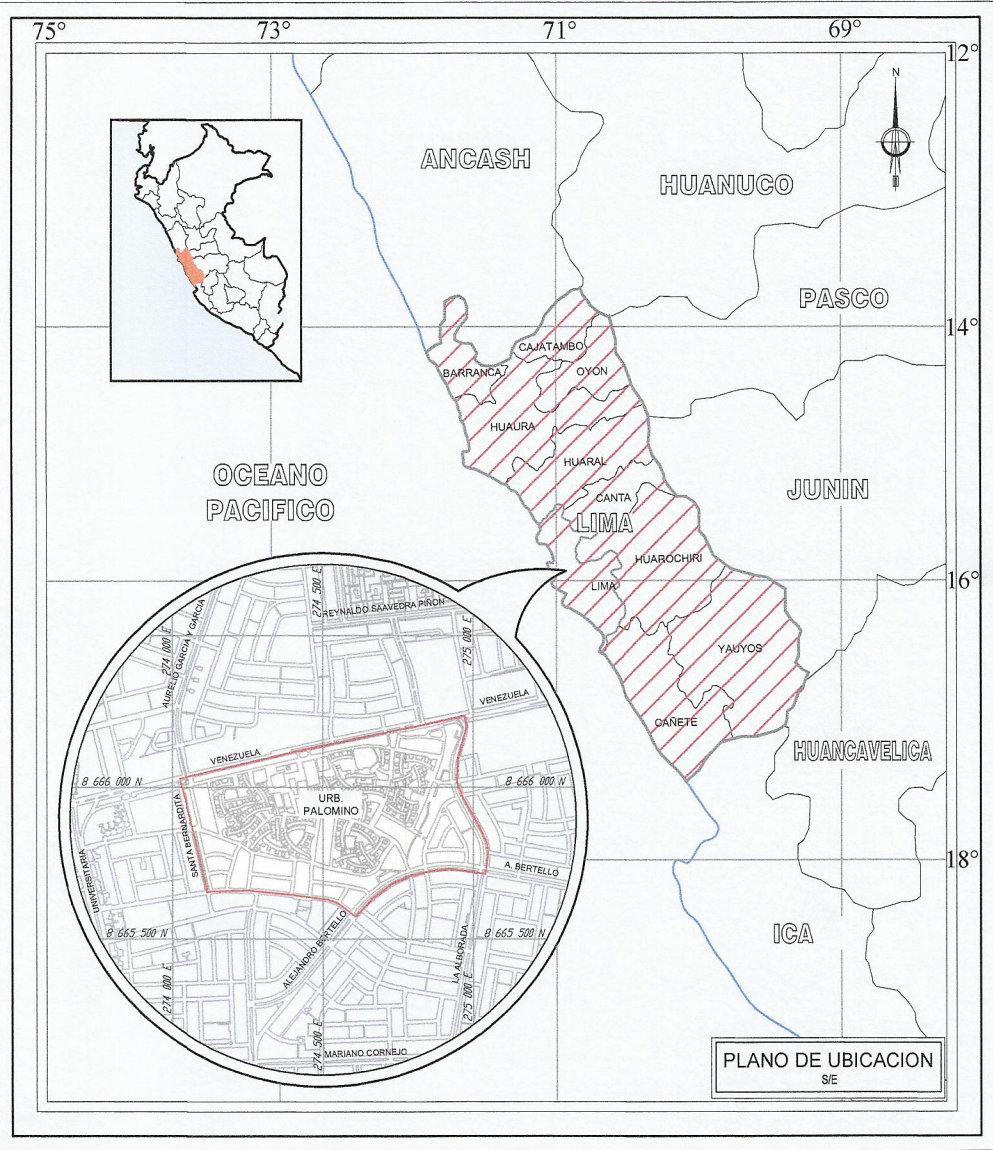 75°
73°
71°
69°
12°
N
ANCASH
HUANUCO
PASCO
14°
CAJATAMBO
BARRANCA
OYON
HUAURA
HUARAL
OCEANO
PACIFICO
JUNIN
CANTA
LIMA
HUAROCHIRI
16°
LIMA
YAUYOS
CAÑETE
HUANCAVELICA
18°
ICA
274 500 E
REYNALDO SAAVEDRA PIÑON
AURELIO GARCIA Y GARCIA
274 000 E
275 000 E
VENEZUELA
VENEZUELA
8 666 000 N
8 666 000 N
URB.
PALOMINO
SANTA BERNARDITA
UNIVERSITARIA
A. BERTELLO
8 665 500 N
8 665 500 N
ALEJANDRO BERTELLO
LA ALBORADA
274 000 E
275 000 E
274 500 E
MARIANO CORNEJO
PLANO DE UBICACION
S/E